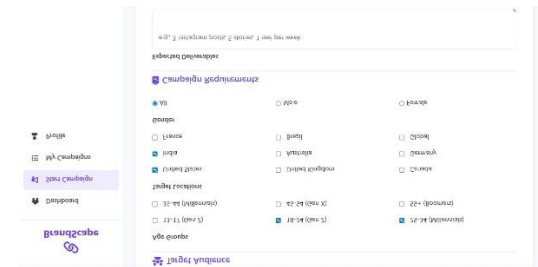 BrandScape
Dashboard
Start Campaign
My Campaigns
Profile
Target Audience
Age Groups
13-17 (Gen Z) 18-24 (Gen Z) 25-34 (Millennials)
35-44 (Millennials) 45-54 (Gen X) 55+ (Boomers)
Target Locations
United States United Kingdom Canada
India Australia Germany
France Brazil Global
Gender
All Male Female
Campaign Requirements
Expected Deliverables
e.g., 3 Instagram posts, 5 stories, 1 reel per week